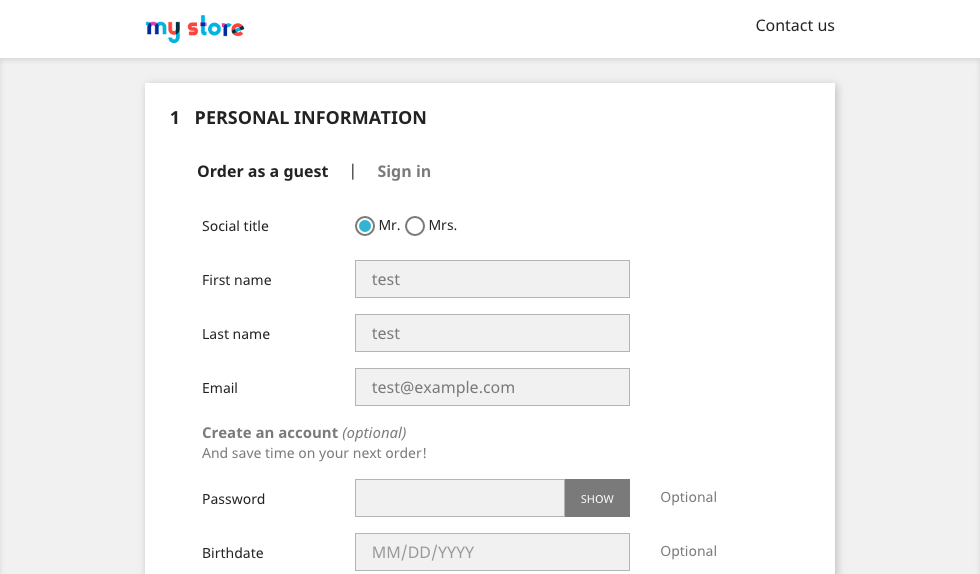 my store
Contact us
1 PERSONAL INFORMATION
Order as a guest | Sign in
Social title Mr. Mrs.
First name test
Last name test
Email test@example.com
Create an account (optional)
And save time on your next order!
Password SHOW Optional
Birthdate MM/DD/YYYY Optional